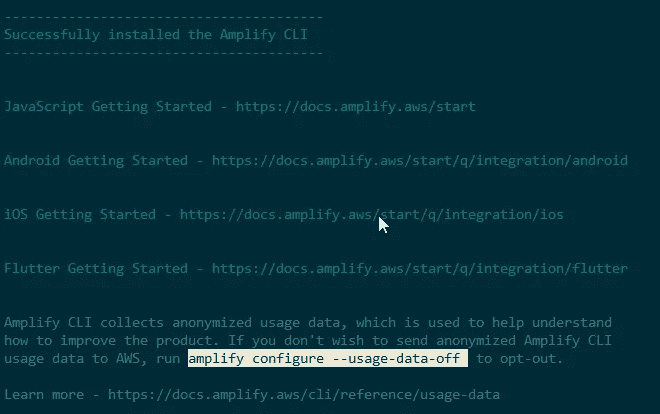 ----------------------------------------
Successfully installed the Amplify CLI
----------------------------------------
JavaScript Getting Started - https://docs.amplify.aws/start
Android Getting Started - https://docs.amplify.aws/start/q/integration/android
iOS Getting Started - https://docs.amplify.aws/start/q/integration/ios
Flutter Getting Started - https://docs.amplify.aws/start/q/integration/flutter
Amplify CLI collects anonymized usage data, which is used to help understand
how to improve the product. If you don't wish to send anonymized Amplify CLI
usage data to AWS, run amplify configure --usage-data-off to opt-out.
Learn more - https://docs.amplify.aws/cli/reference/usage-data